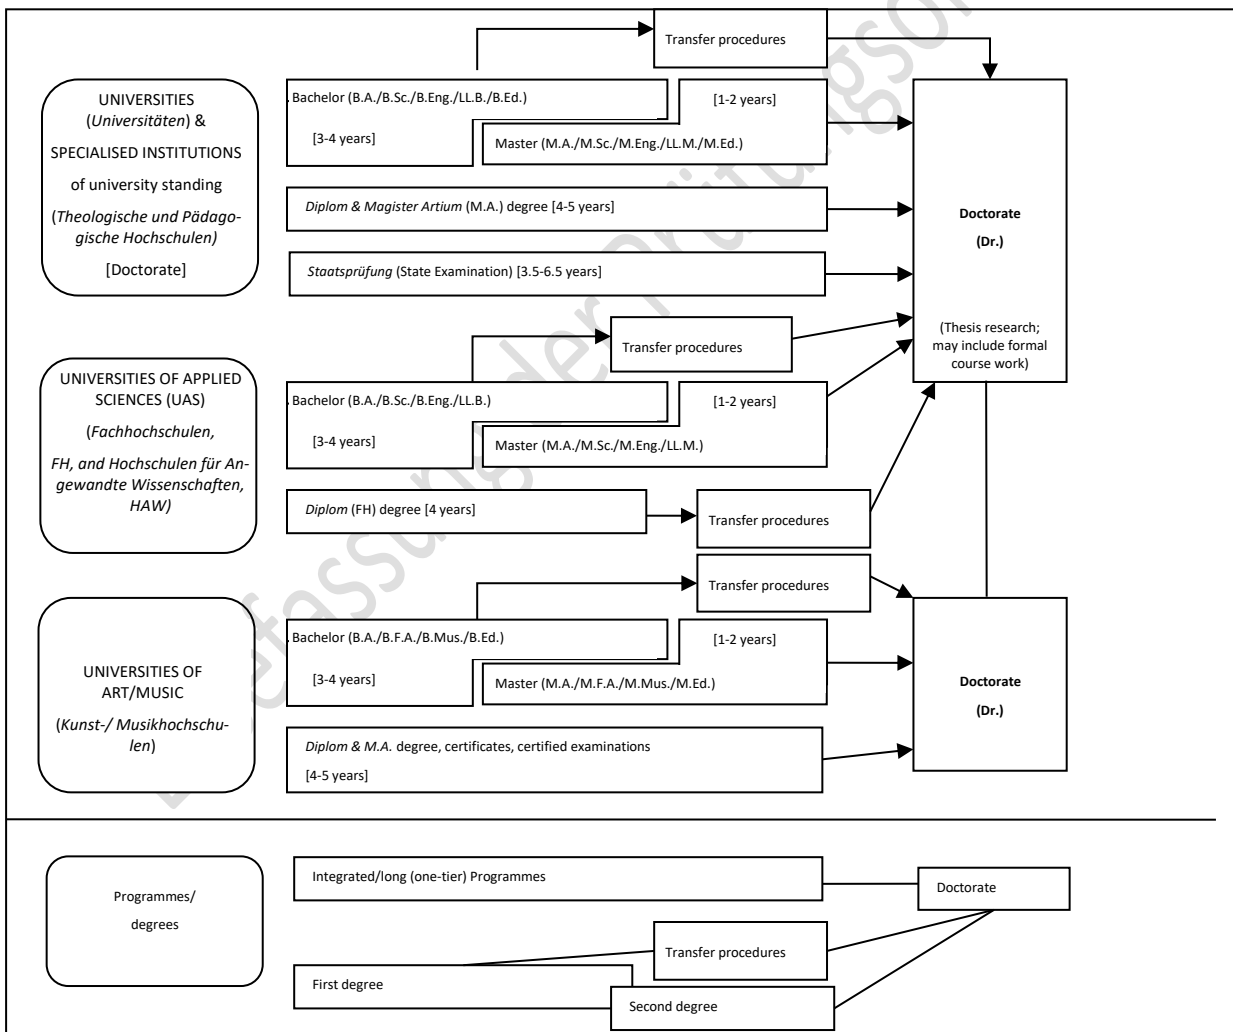 Transfer procedures
UNIVERSITIES
(Universitäten) &
SPECIALISED INSTITUTIONS
of university standing
(Theologische und Pädago-
gische Hochschulen)
[Doctorate]
. Bachelor (B.A./B.Sc./B.Eng./LL.B./B.Ed.)
[3-4 years]
[1-2 years]
Master (M.A./M.Sc./M.Eng./LL.M./M.Ed.)
Diplom & Magister Artium (M.A.) degree [4-5 years]
Staatsprüfung (State Examination) [3.5-6.5 years]
Doctorate
(Dr.)
(Thesis research;
may include formal
course work)
Transfer procedures
UNIVERSITIES OF APPLIED
SCIENCES (UAS)
(Fachhochschulen,
FH, and Hochschulen für An-
gewandte Wissenschaften,
HAW)
. Bachelor (B.A./B.Sc./B.Eng./LL.B.)
[3-4 years]
[1-2 years]
Master (M.A./M.Sc./M.Eng./LL.M.)
Diplom (FH) degree [4 years]
Transfer procedures
Transfer procedures
UNIVERSITIES OF
ART/MUSIC
(Kunst-/ Musikhochschu-
len)
. Bachelor (B.A./B.F.A./B.Mus./B.Ed.)
[3-4 years]
[1-2 years]
Master (M.A./M.F.A./M.Mus./M.Ed.)
Diplom & M.A. degree, certificates, certified examinations
[4-5 years]
Doctorate
(Dr.)
Programmes/
degrees
Integrated/long (one-tier) Programmes
Doctorate
Transfer procedures
First degree
Second degree